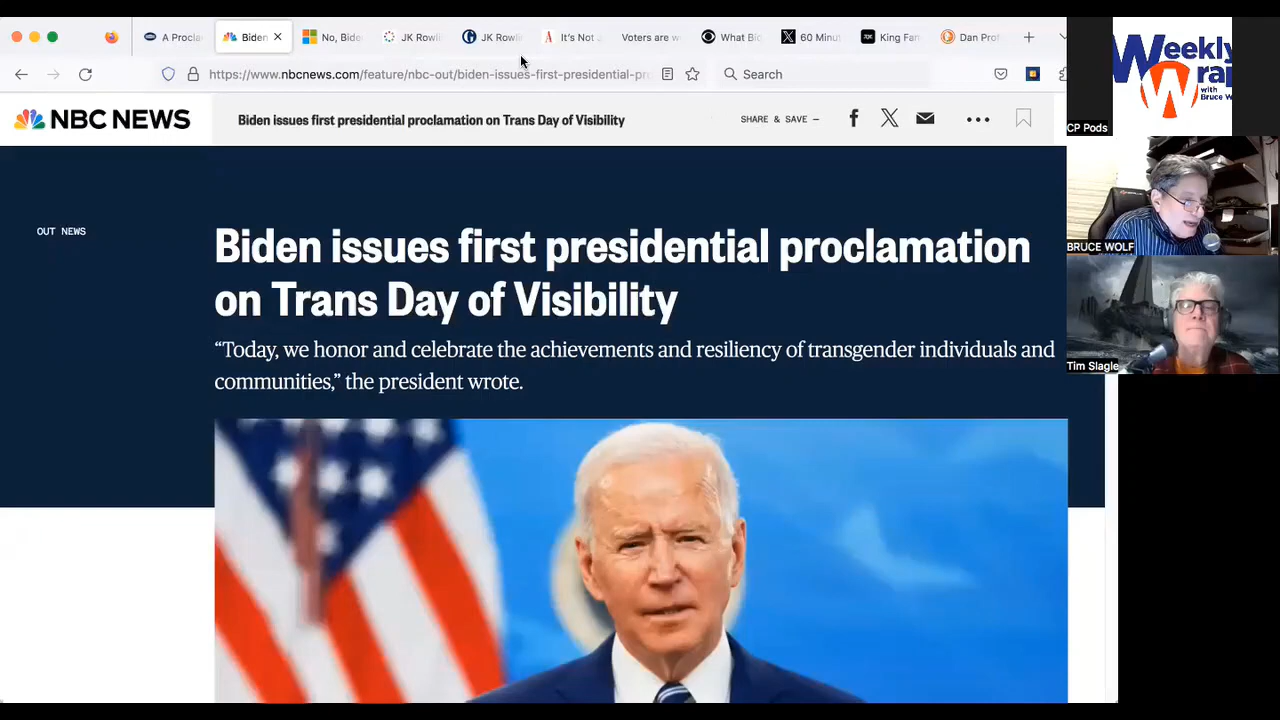 A Procla
Biden
No, Bide
JK Rowli
JK Rowli
It's Not J
Voters are w
What Bi
60 Minut
King Fan
Dan Prof
https://www.nbcnews.com/feature/nbc-out/biden-issues-first-presidential-pr
Search
NBC NEWS
Biden issues first presidential proclamation on Trans Day of Visibility
SHARE & SAVE —
OUT NEWS
Biden issues first presidential proclamation
on Trans Day of Visibility
“Today, we honor and celebrate the achievements and resiliency of transgender individuals and
communities,” the president wrote.
Weekly
W
with
Bruce W
CP Pods
BRUCE WOLF
Tim Slagle